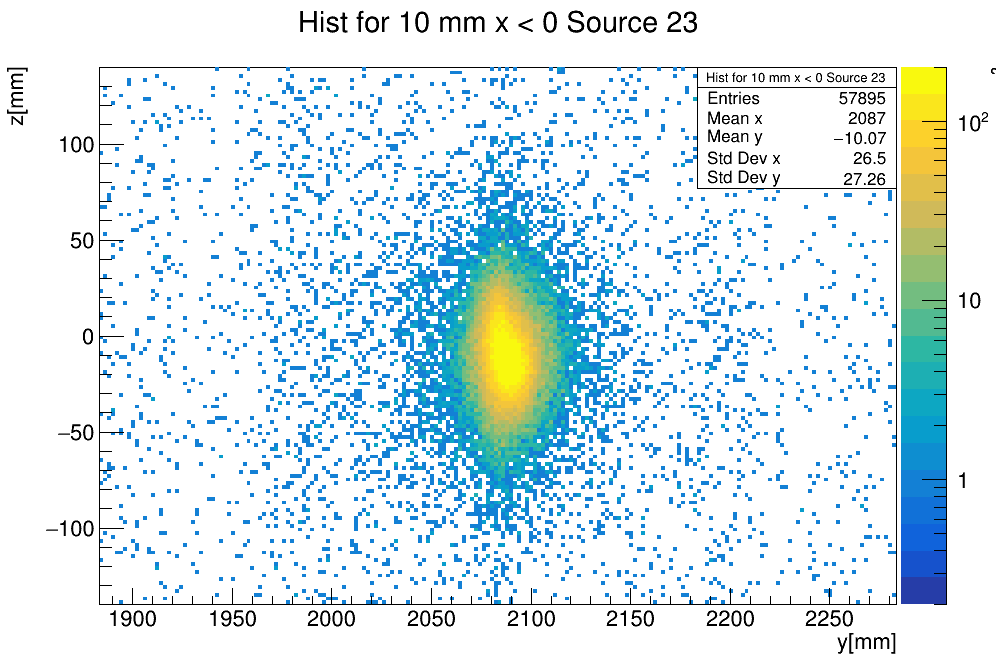 Hist for 10 mm x < 0 Source 23
z[mm]
Hist for 10 mm x < 0 Source 23
Entries 57895
Mean x 2087
Mean y −10.07
Std Dev x 26.5
Std Dev y 27.26
100
50
0
−50
−100
1900 1950 2000 2050 2100 2150 2200 2250
y[mm]
10²
10
1